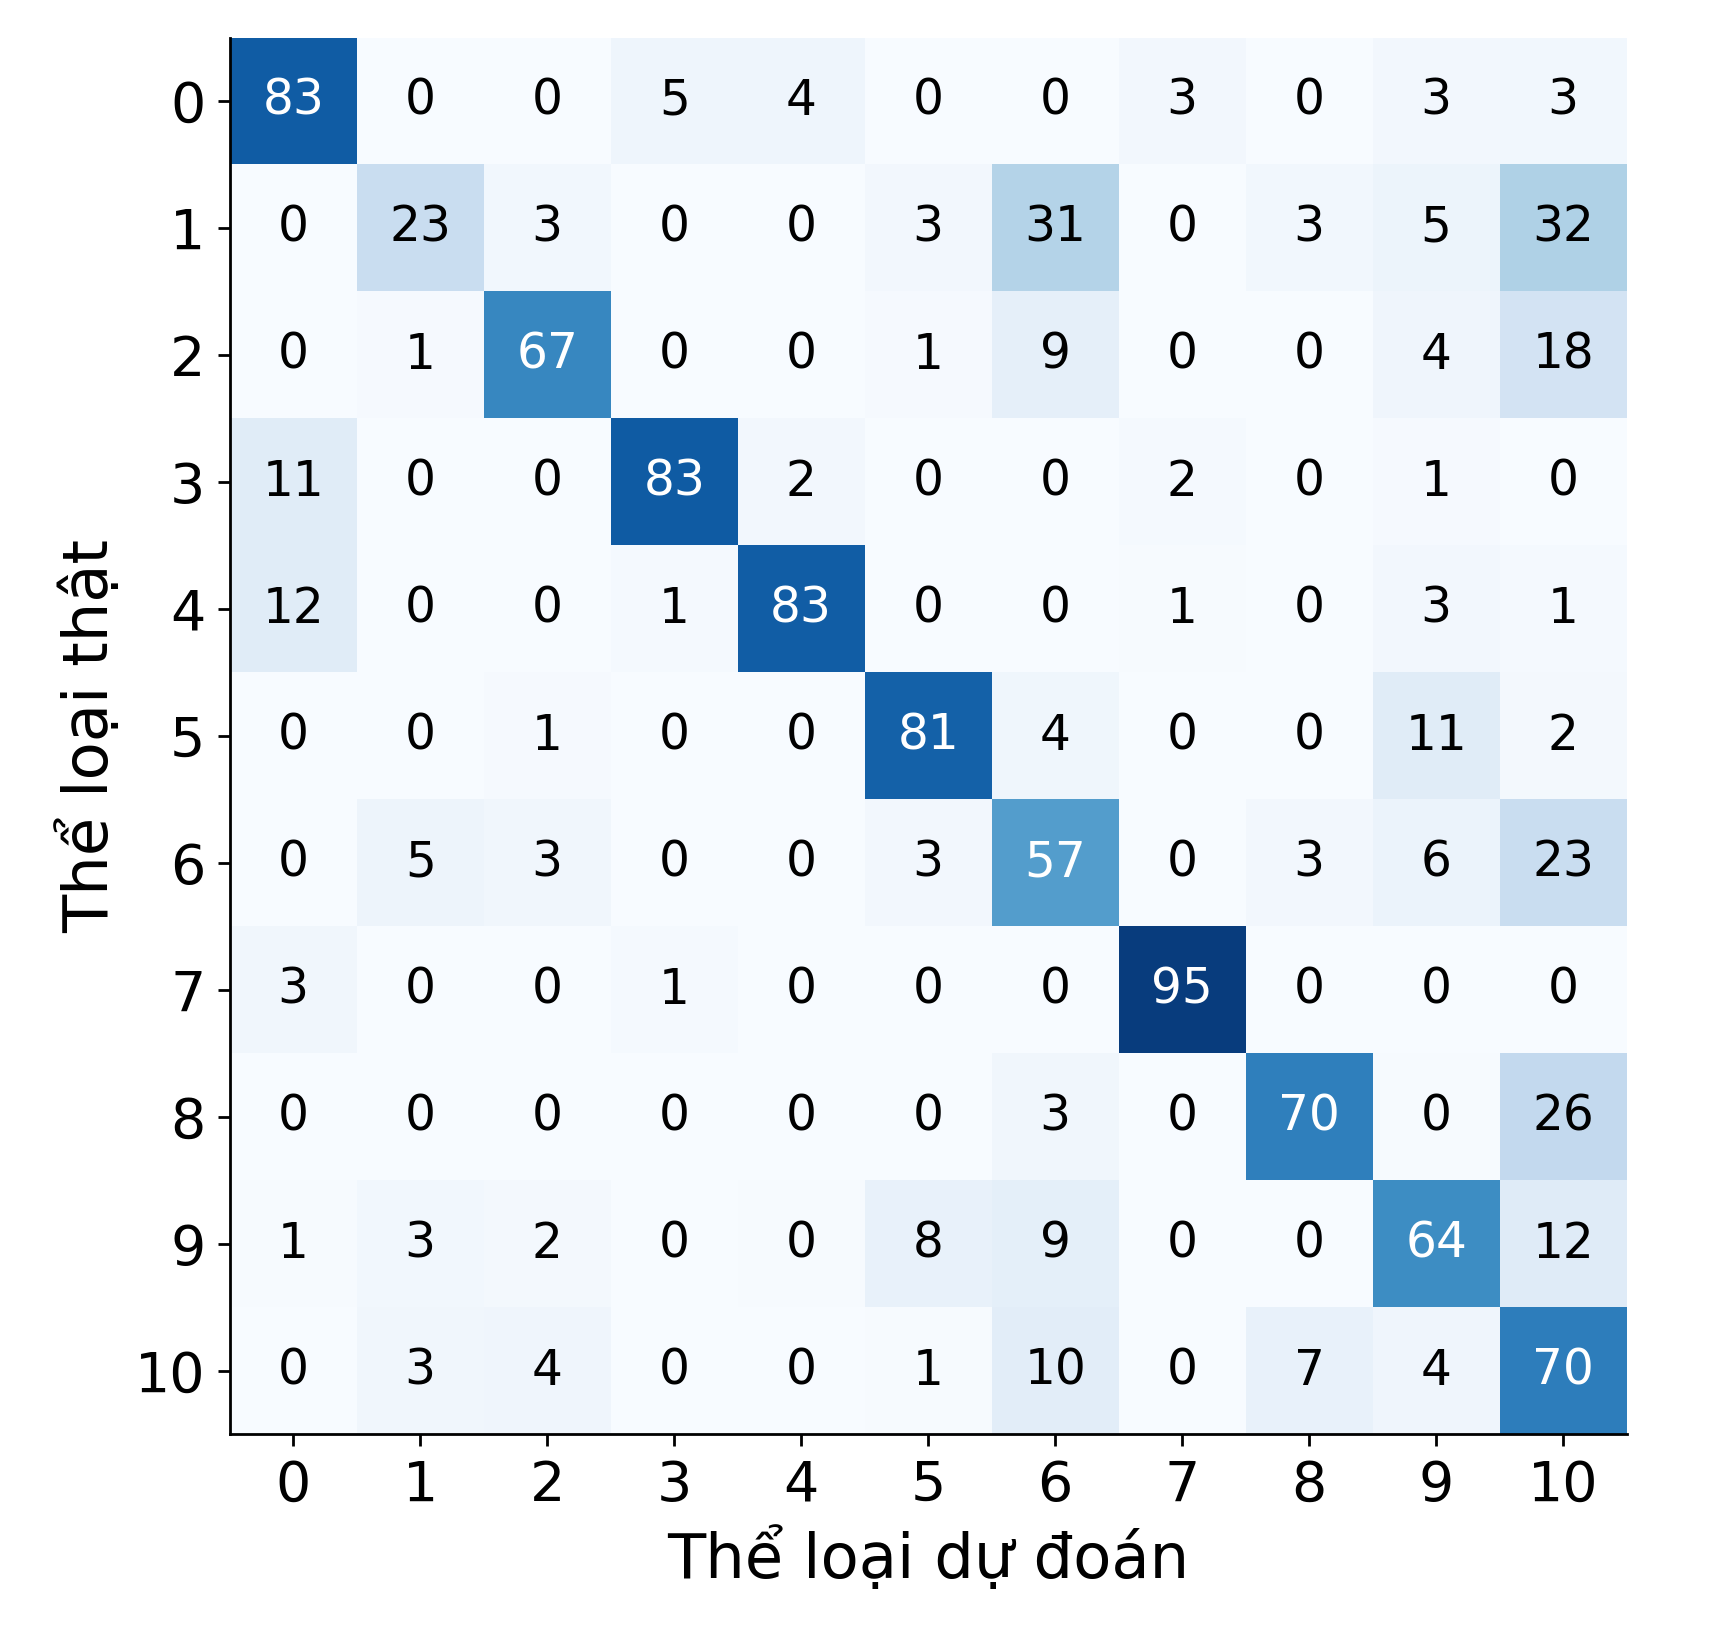 0 83 0 0 5 4 0 0 3 0 3 3
1 0 23 3 0 0 3 31 0 3 5 32
2 0 1 67 0 0 1 9 0 0 4 18
3 11 0 0 83 2 0 0 2 0 1 0
4 12 0 0 1 83 0 0 1 0 3 1
5 0 0 1 0 0 81 4 0 0 11 2
6 0 5 3 0 0 3 57 0 3 6 23
7 3 0 0 1 0 0 0 95 0 0 0
8 0 0 0 0 0 0 3 0 70 0 26
9 1 3 2 0 0 8 9 0 0 64 12
10 0 3 4 0 0 1 10 0 7 4 70
0 1 2 3 4 5 6 7 8 9 10
Thể loại dự đoán
Thể loại thật